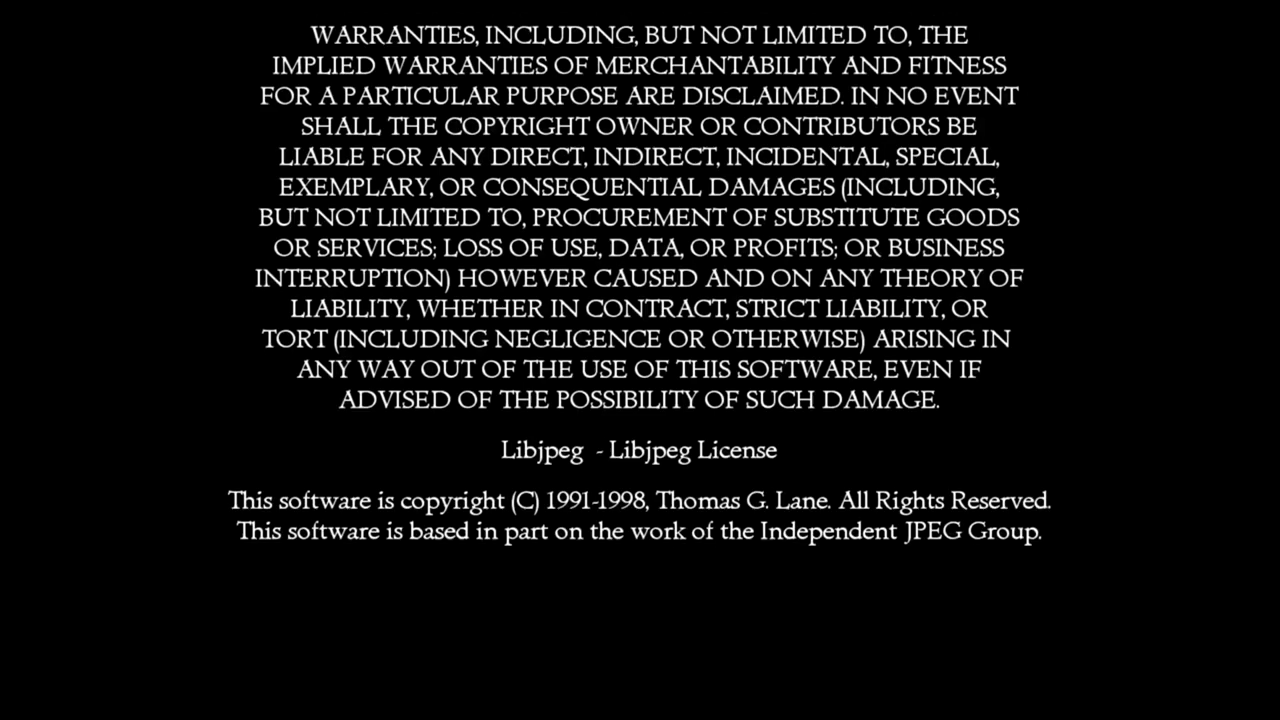 WARRANTIES, INCLUDING, BUT NOT LIMITED TO, THE
IMPLIED WARRANTIES OF MERCHANTABILITY AND FITNESS
FOR A PARTICULAR PURPOSE ARE DISCLAIMED. IN NO EVENT
SHALL THE COPYRIGHT OWNER OR CONTRIBUTORS BE
LIABLE FOR ANY DIRECT, INDIRECT, INCIDENTAL, SPECIAL,
EXEMPLARY, OR CONSEQUENTIAL DAMAGES (INCLUDING,
BUT NOT LIMITED TO, PROCUREMENT OF SUBSTITUTE GOODS
OR SERVICES; LOSS OF USE, DATA, OR PROFITS; OR BUSINESS
INTERRUPTION) HOWEVER CAUSED AND ON ANY THEORY OF
LIABILITY, WHETHER IN CONTRACT, STRICT LIABILITY, OR
TORT (INCLUDING NEGLIGENCE OR OTHERWISE) ARISING IN
ANY WAY OUT OF THE USE OF THIS SOFTWARE, EVEN IF
ADVISED OF THE POSSIBILITY OF SUCH DAMAGE.
Libjpeg - Libjpeg License
This software is copyright (C) 1991-1998, Thomas G. Lane. All Rights Reserved.
This software is based in part on the work of the Independent JPEG Group.